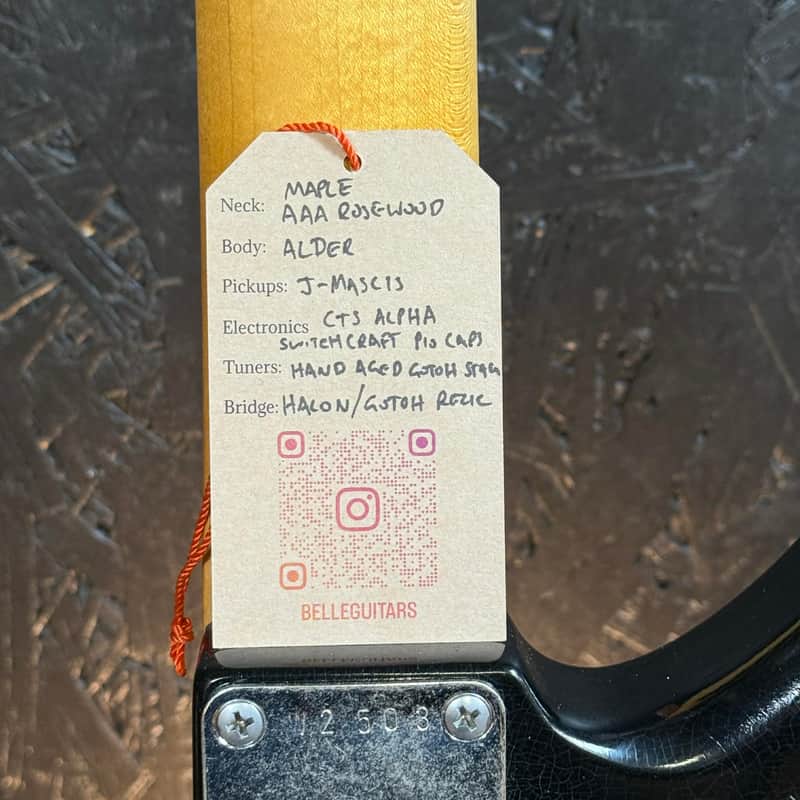 Neck: MAPLE
AAA ROSEWOOD
Body: ALDER
Pickups: J-MASCIS
Electronics CTS ALPHA
SWITCHCRAFT PIO CAPS
Tuners: HAND AGED GOTOH
Bridge: HALON/GOTOH RELIC
BELLEGUITARS
12503